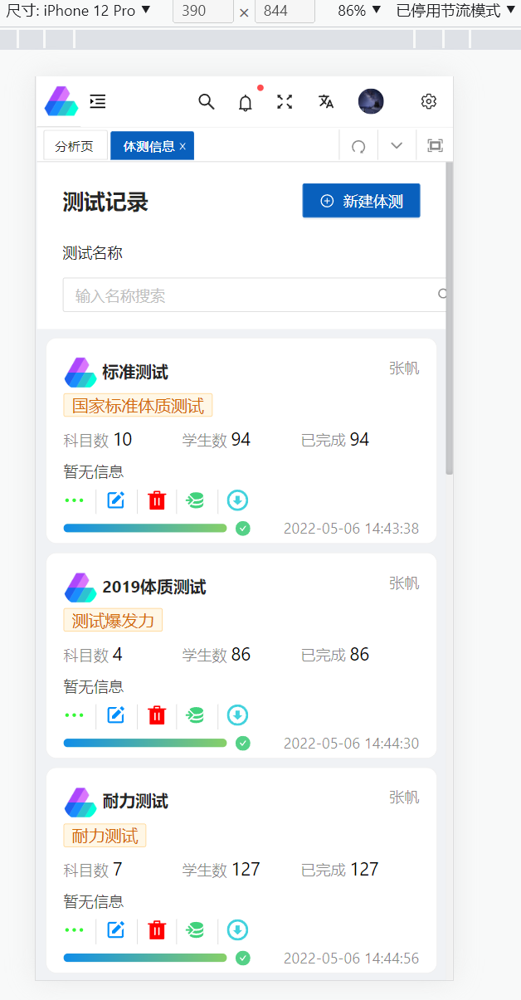 尺寸: iPhone 12 Pro ▼ 390 × 844 86% ▼ 已停用节流模式 ▼
分析页 体测信息 x
测试记录 新建体测
测试名称
输入名称搜索
标准测试 张帆
国家标准体质测试
科目数 10 学生数 94 已完成 94
暂无信息
2022-05-06 14:43:38
2019体质测试 张帆
测试爆发力
科目数 4 学生数 86 已完成 86
暂无信息
2022-05-06 14:44:30
耐力测试 张帆
耐力测试
科目数 7 学生数 127 已完成 127
暂无信息
2022-05-06 14:44:56